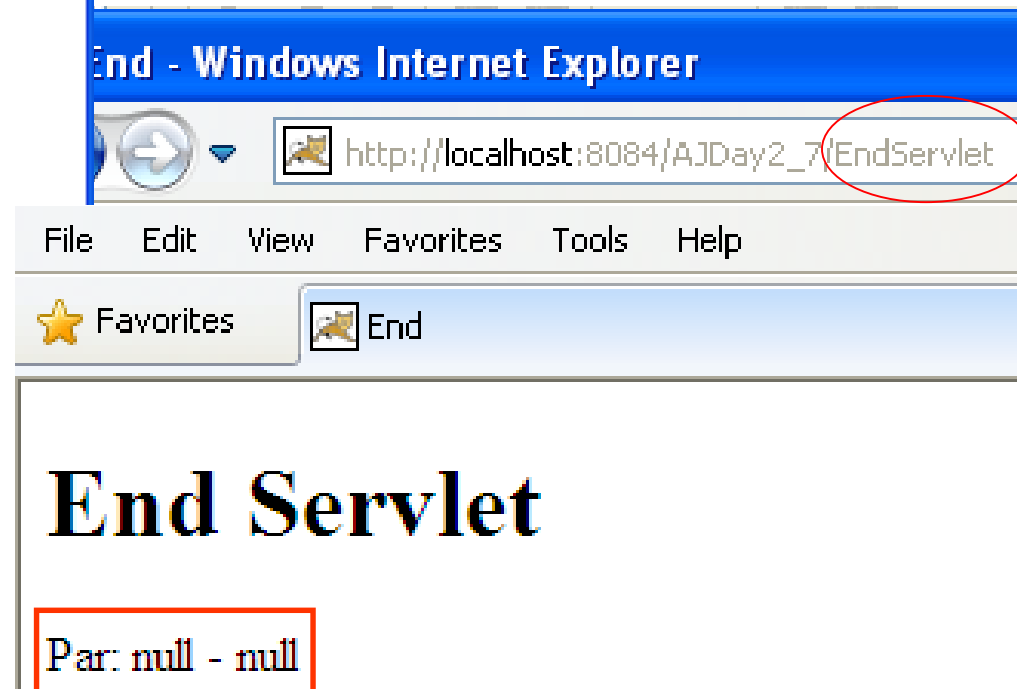 End - Windows Internet Explorer
http://localhost:8084/AJDay2_7/EndServlet
File Edit View Favorites Tools Help
Favorites End
End Servlet
Par: null - null